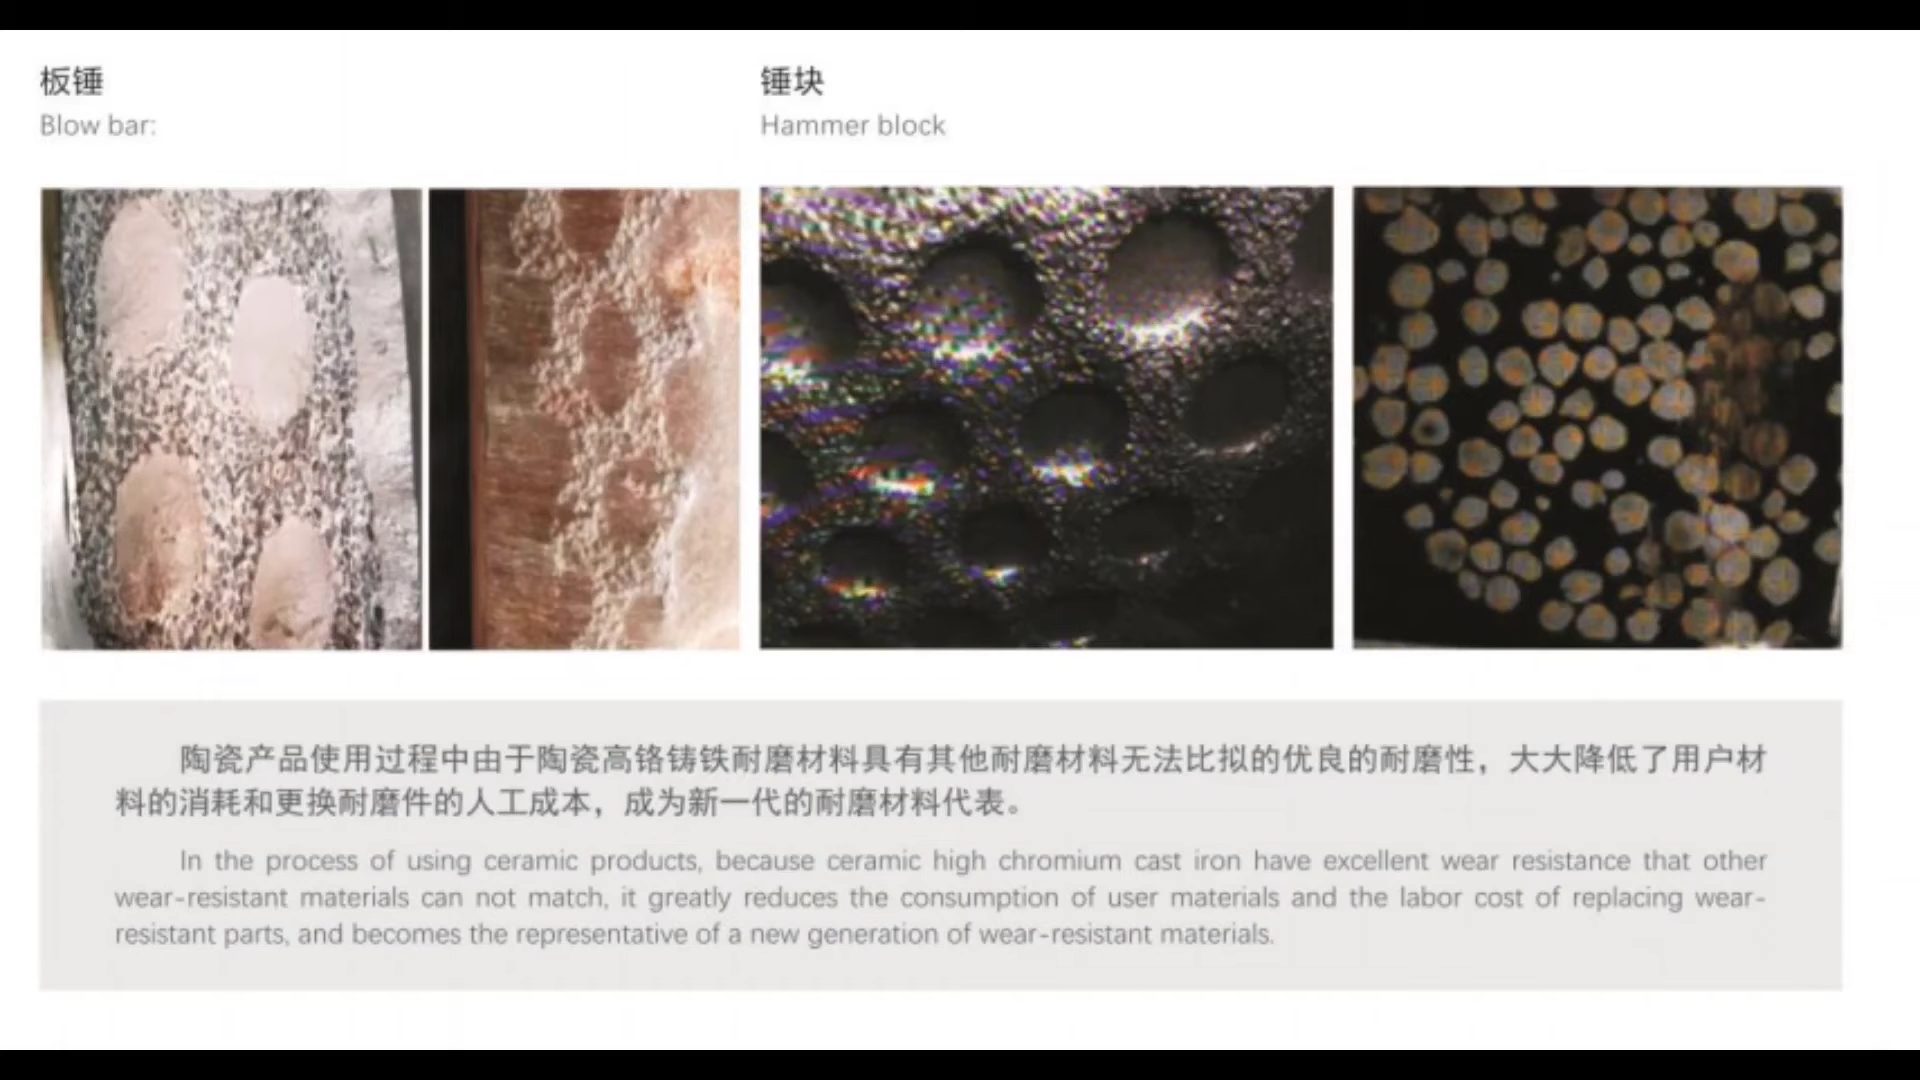 板锤
Blow bar:
锤块
Hammer block
陶瓷产品使用过程中由于陶瓷高铬铸铁耐磨材料具有其他耐磨材料无法比拟的优良的耐磨性，大大降低了用户材
料的消耗和更换耐磨件的人工成本，成为新一代的耐磨材料代表。
In the process of using ceramic products, because ceramic high chromium cast iron have excellent wear resistance that other
wear-resistant materials can not match, it greatly reduces the consumption of user materials and the labor cost of replacing wear-
resistant parts, and becomes the representative of a new generation of wear-resistant materials.